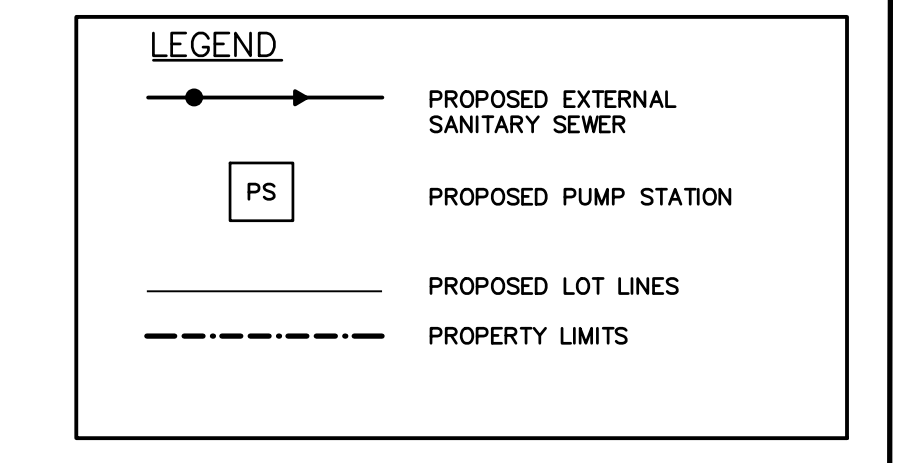 LEGEND
PROPOSED EXTERNAL
SANITARY SEWER
PS
PROPOSED PUMP STATION
PROPOSED LOT LINES
PROPERTY LIMITS